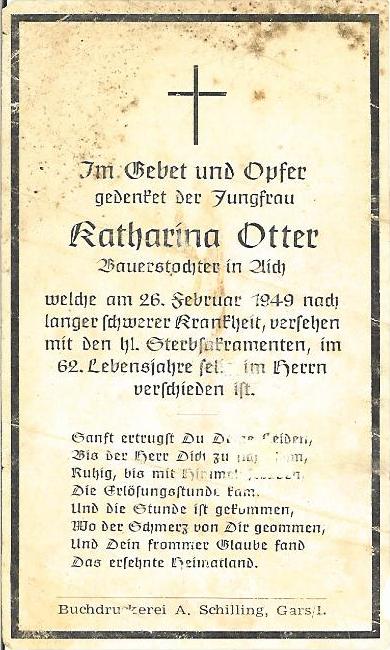 Im Gebet und Opfer
gedenket der Jungfrau
Katharina Otter
Bauerstochter in Aich
welche am 26. Februar 1949 nach
langer schwerer Krankheit, versehen
mit den hl. Sterbsakramenten, im
62. Lebensjahre sel. im Herrn
verschieden ist.
Sanft ertrugst Du Leiden,
Bis der Herr Dich zu
Ruhig, bis mit
Die Erlösungsstunde kam.
Und die Stunde ist gekommen,
Wo der Schmerz von Dir geommen,
Und Dein frommer Glaube fand
Das ersehnte Heimatland.
Buchdruckerei A. Schilling, Gars/I.